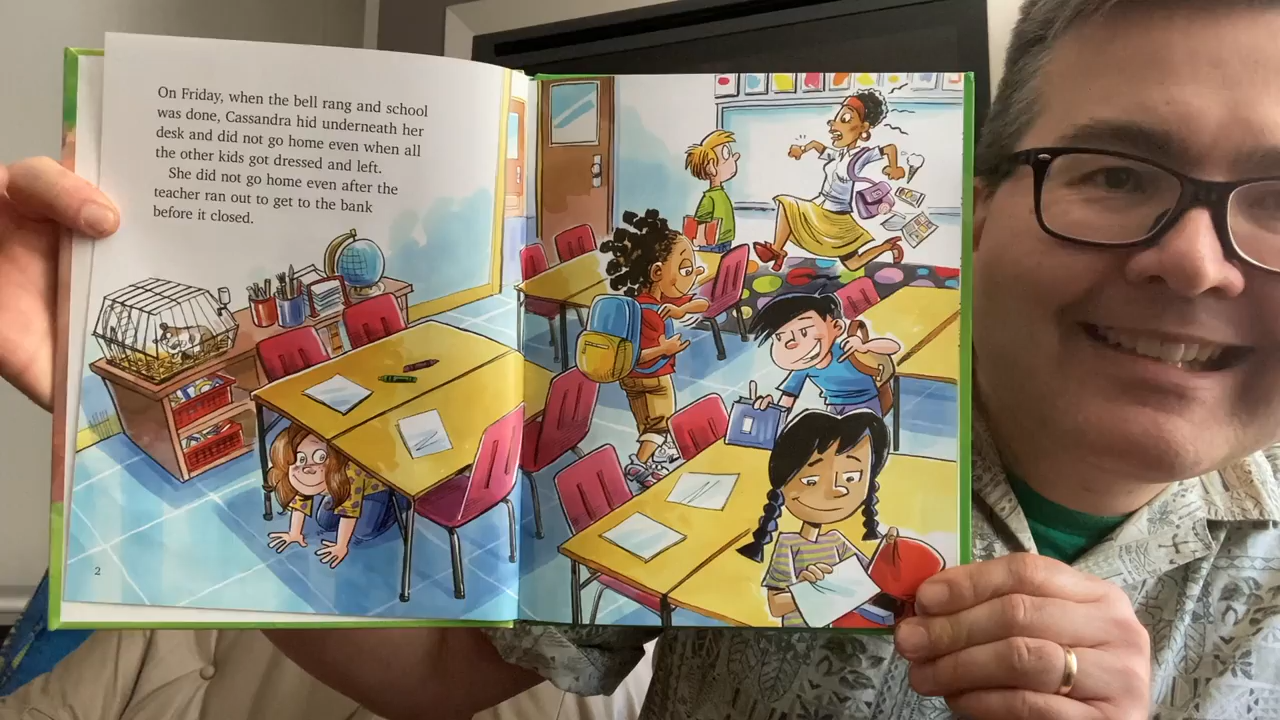 On Friday, when the bell rang and school
was done, Cassandra hid underneath her
desk and did not go home even when all
the other kids got dressed and left.
She did not go home even after the
teacher ran out to get to the bank
before it closed.
2